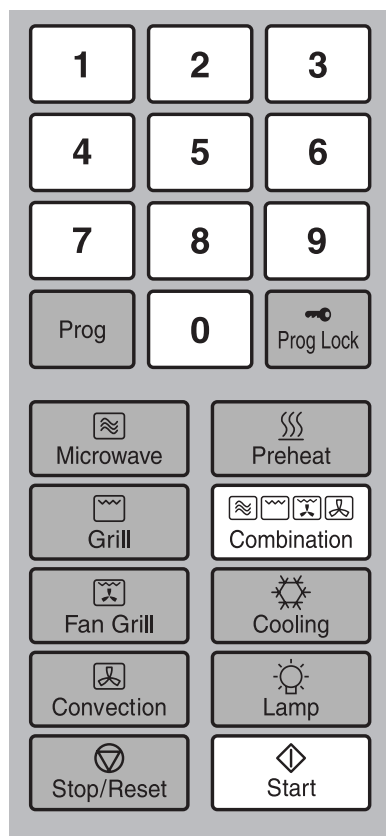 1 2 3
4 5 6
7 8 9
Prog 0 Prog Lock
Microwave Preheat
Grill Combination
Fan Grill Cooling
Convection Lamp
Stop/Reset Start